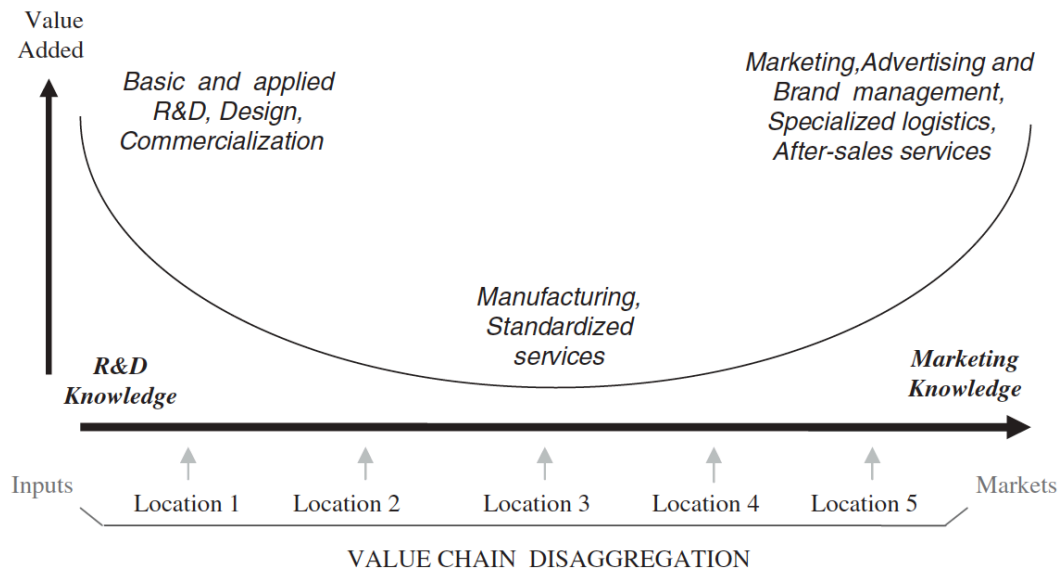 Value
Added
Basic and applied
R&D, Design,
Commercialization
Marketing,Advertising and
Brand management,
Specialized logistics,
After-sales services
Manufacturing,
Standardized
services
R&D
Knowledge
Marketing
Knowledge
Inputs
Location 1
Location 2
Location 3
Location 4
Location 5
Markets
VALUE CHAIN DISAGGREGATION